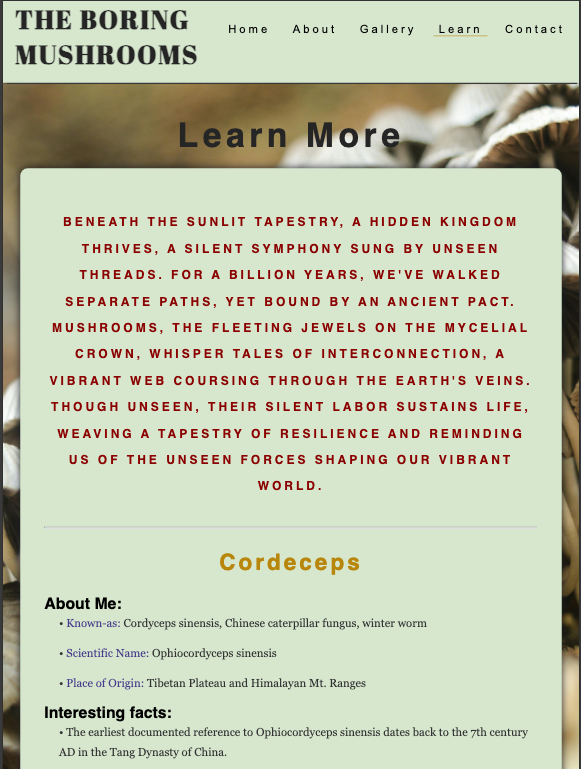 THE BORING
MUSHROOMS
Home About Gallery Learn Contact
Learn More
BENEATH THE SUNLIT TAPESTRY, A HIDDEN KINGDOM
THRIVES, A SILENT SYMPHONY SUNG BY UNSEEN
THREADS. FOR A BILLION YEARS, WE'VE WALKED
SEPARATE PATHS, YET BOUND BY AN ANCIENT PACT.
MUSHROOMS, THE FLEETING JEWELS ON THE MYCELIAL
CROWN, WHISPER TALES OF INTERCONNECTION, A
VIBRANT WEB COURSING THROUGH THE EARTH'S VEINS.
THOUGH UNSEEN, THEIR SILENT LABOR SUSTAINS LIFE,
WEAVING A TAPESTRY OF RESILIENCE AND REMINDING
US OF THE UNSEEN FORCES SHAPING OUR VIBRANT
WORLD.
Cordeceps
About Me:
• Known-as: Cordyceps sinensis, Chinese caterpillar fungus, winter worm
• Scientific Name: Ophiocordyceps sinensis
• Place of Origin: Tibetan Plateau and Himalayan Mt. Ranges
Interesting facts:
• The earliest documented reference to Ophiocordyceps sinensis dates back to the 7th century
AD in the Tang Dynasty of China.